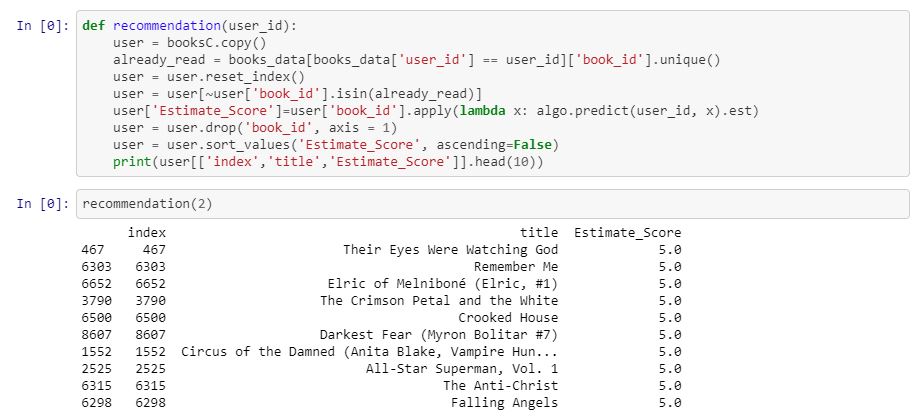 In [0]: def recommendation(user_id):
    user = booksC.copy()
    already_read = books_data[books_data['user_id'] == user_id]['book_id'].unique()
    user = user.reset_index()
    user = user[~user['book_id'].isin(already_read)]
    user['Estimate_Score']=user['book_id'].apply(lambda x: algo.predict(user_id, x).est)
    user = user.drop('book_id', axis = 1)
    user = user.sort_values('Estimate_Score', ascending=False)
    print(user[['index','title','Estimate_Score']].head(10))
In [0]: recommendation(2)
index title Estimate_Score
467 467 Their Eyes Were Watching God 5.0
6303 6303 Remember Me 5.0
6652 6652 Elric of Melniboné (Elric, #1) 5.0
3790 3790 The Crimson Petal and the White 5.0
6500 6500 Crooked House 5.0
8607 8607 Darkest Fear (Myron Bolitar #7) 5.0
1552 1552 Circus of the Damned (Anita Blake, Vampire Hun... 5.0
2525 2525 All-Star Superman, Vol. 1 5.0
6315 6315 The Anti-Christ 5.0
6298 6298 Falling Angels 5.0